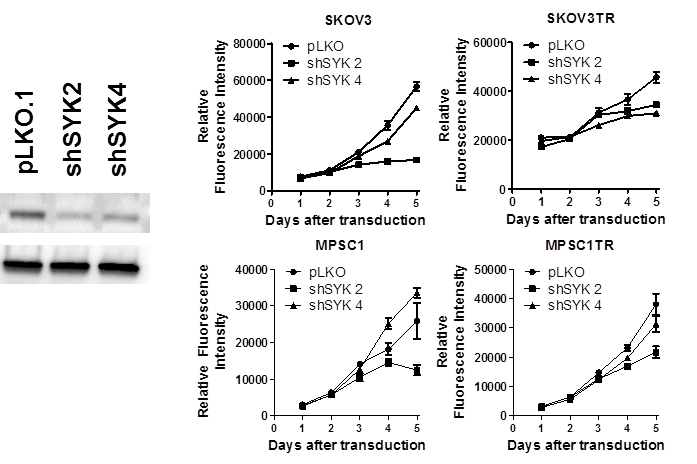 pLKO.1
shSYK2
shSYK4
SKOV3
Relative
Fluorescence Intensity
80000
60000
40000
20000
0
pLKO
shSYK 2
shSYK 4
0 1 2 3 4 5
Days after transduction
SKOV3TR
Relative
Fluorescence Intensity
60000
40000
20000
0
pLKO
shSYK 2
shSYK 4
0 1 2 3 4 5
Days after transduction
MPSC1
Relative Fluorescence
Intensity
40000
30000
20000
10000
0
pLKO
shSYK 2
shSYK 4
0 1 2 3 4 5
Days after transduction
MPSC1TR
Relative
Fluorescence Intensity
50000
40000
30000
20000
10000
0
pLKO
shSYK 2
shSYK 4
0 1 2 3 4 5
Days after transduction